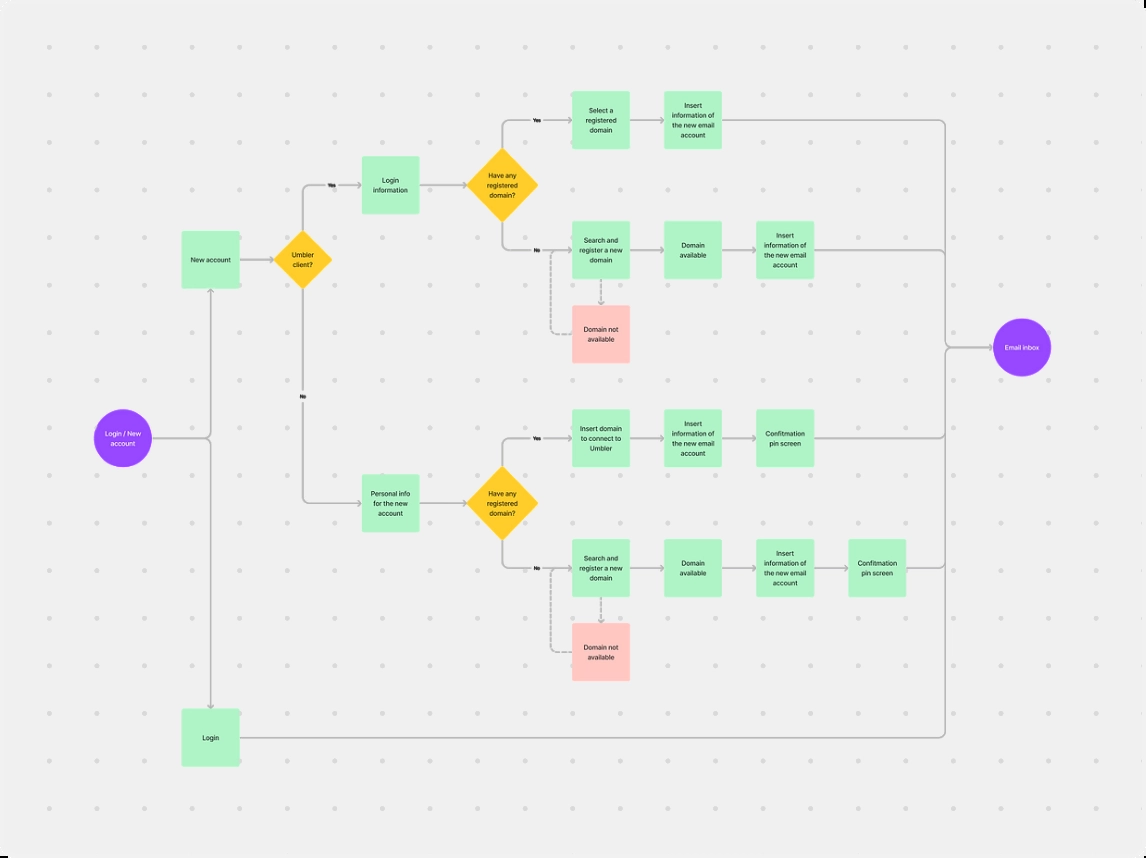 Select a
registered
domain
Insert
information of
the new email
account
Yes
Login
information
Yes
Have any
registered
domain?
New account
Umbler
client?
No
Search and
register a new
domain
Domain
available
Insert
information of
the new email
account
Domain not
available
Email inbox
No
Login / New
account
Yes
Insert domain
to connect to
Umbler
Insert
information of
the new email
account
Confitmation
pin screen
Personal info
for the new
account
Have any
registered
domain?
No
Search and
register a new
domain
Domain
available
Insert
information of
the new email
account
Confitmation
pin screen
Domain not
available
Login